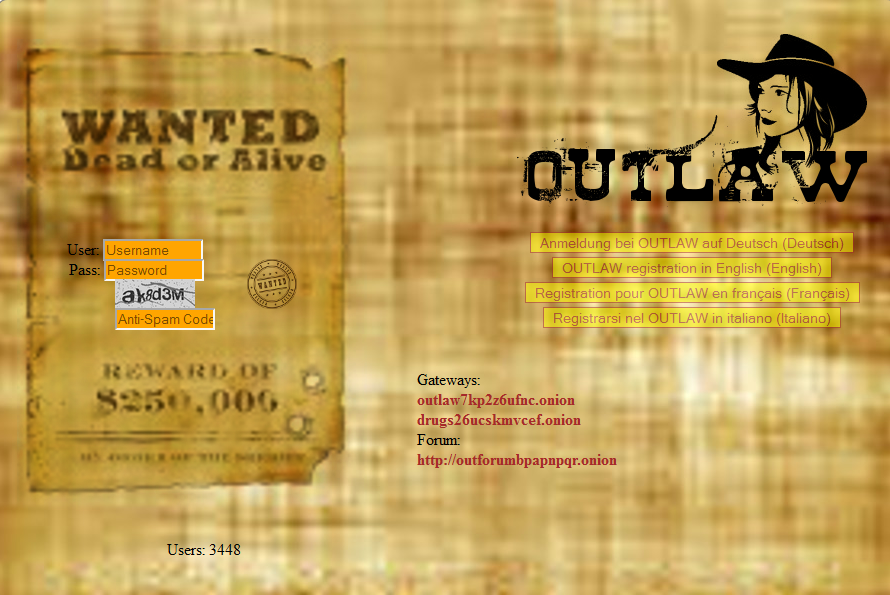 WANTED
Dead or Alive
OUTLAW
User: Username
Pass: Password
WANTED
Anti-Spam Code
Anmeldung bei OUTLAW auf Deutsch (Deutsch)
OUTLAW registration in English (English)
Registration pour OUTLAW en français (Français)
Registrarsi nel OUTLAW in italiano (Italiano)
REWARD OF
$250,000
Gateways:
outlaw7kp2z6ufnc.onion
drugs26ucskmvcef.onion
Forum:
http://outforumbpapnpqr.onion
Users: 3448